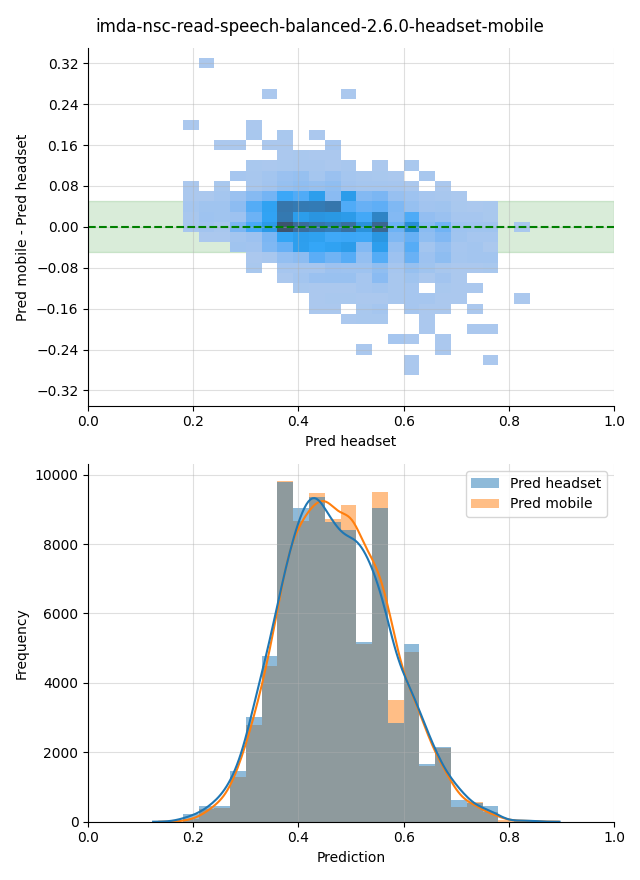 imda-nsc-read-speech-balanced-2.6.0-headset-mobile
Pred mobile - Pred headset
0.32
0.24
0.16
0.08
0.00
−0.08
−0.16
−0.24
−0.32
0.0 0.2 0.4 0.6 0.8 1.0
Pred headset
Frequency
10000
8000
6000
4000
2000
0
Pred headset
Pred mobile
0.0 0.2 0.4 0.6 0.8 1.0
Prediction